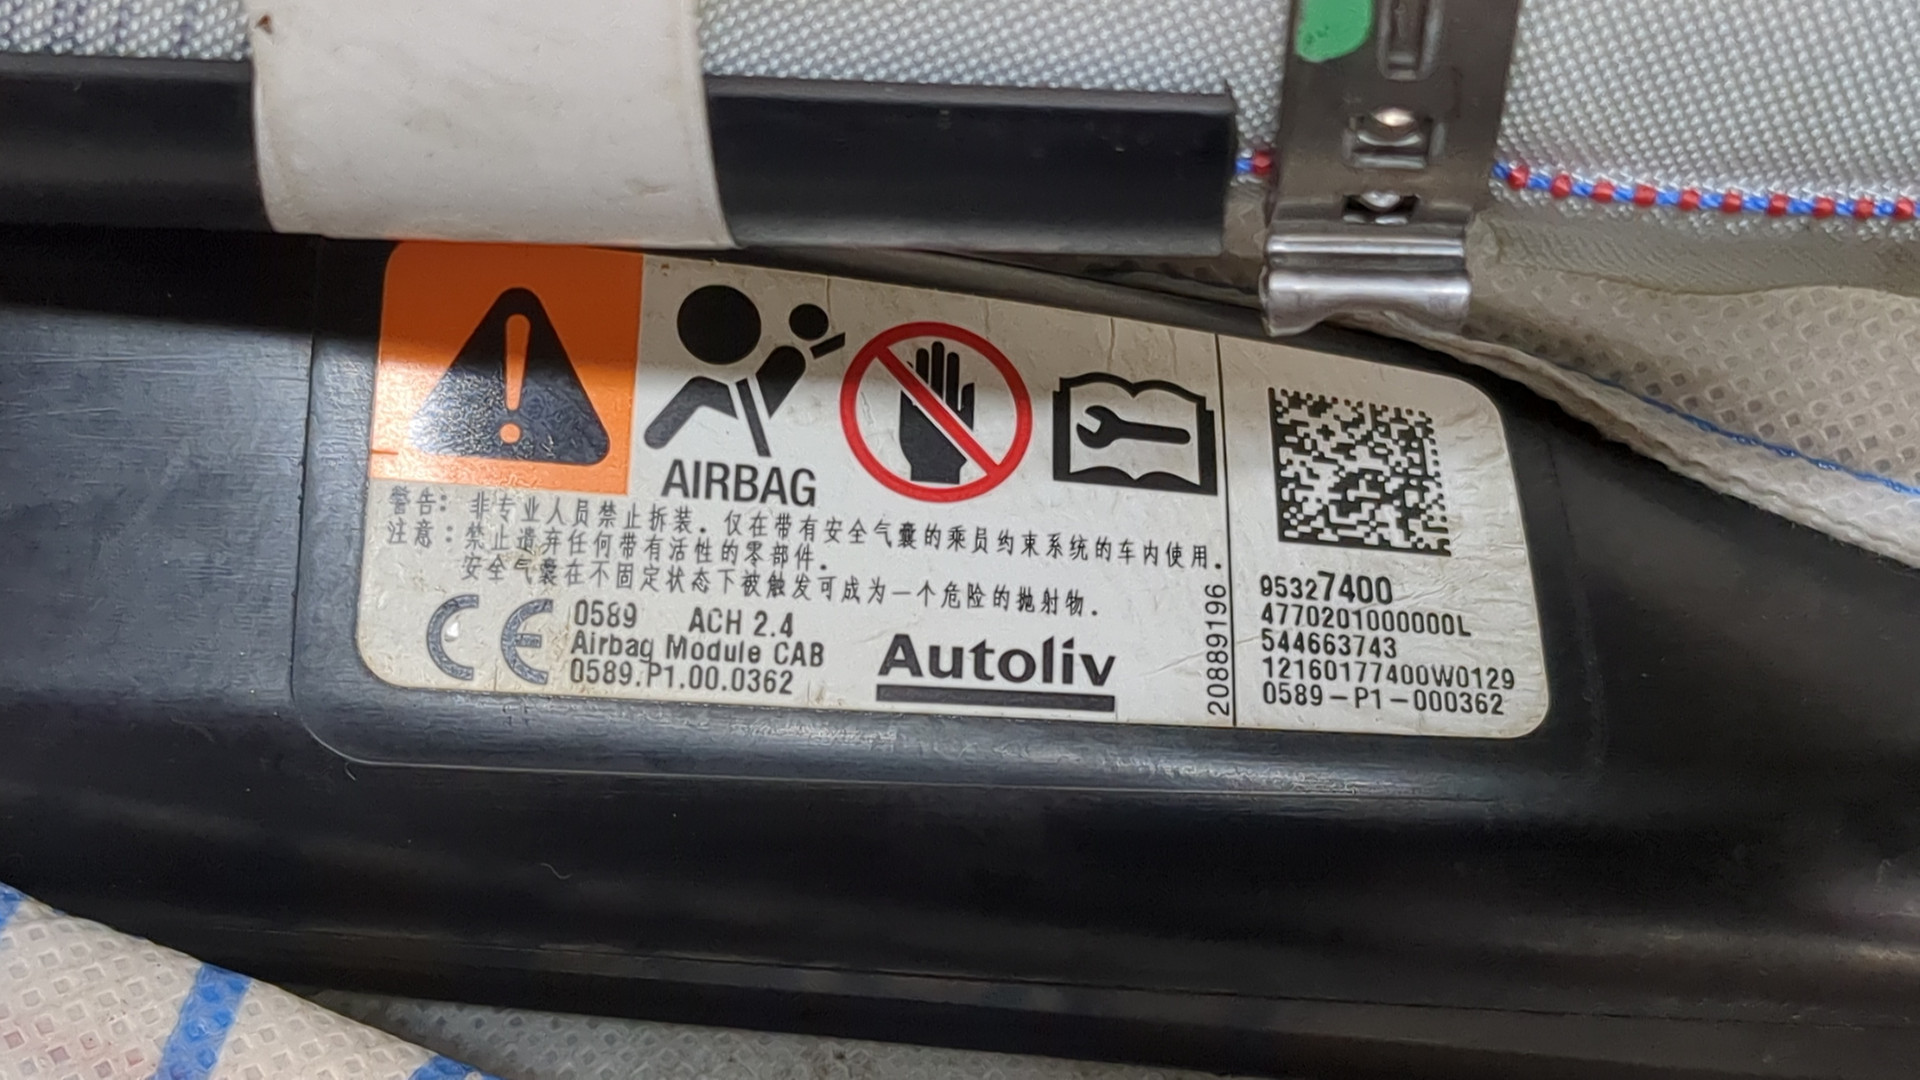 AIRBAG
警告：非专业人员禁止拆装．仅在带有安全气囊的乘员约束系统的车内使用．
注意：禁止遗弃任何带有活性的零部件．
安全气囊在不固定状态下被触发可成为一个危险的抛射物．
CE
0589 ACH 2.4
Airbag Module CAB
0589.P1.00.0362
Autoliv
20889196
95327400
4770201000000L
544663743
12160177400W0129
0589-P1-000362